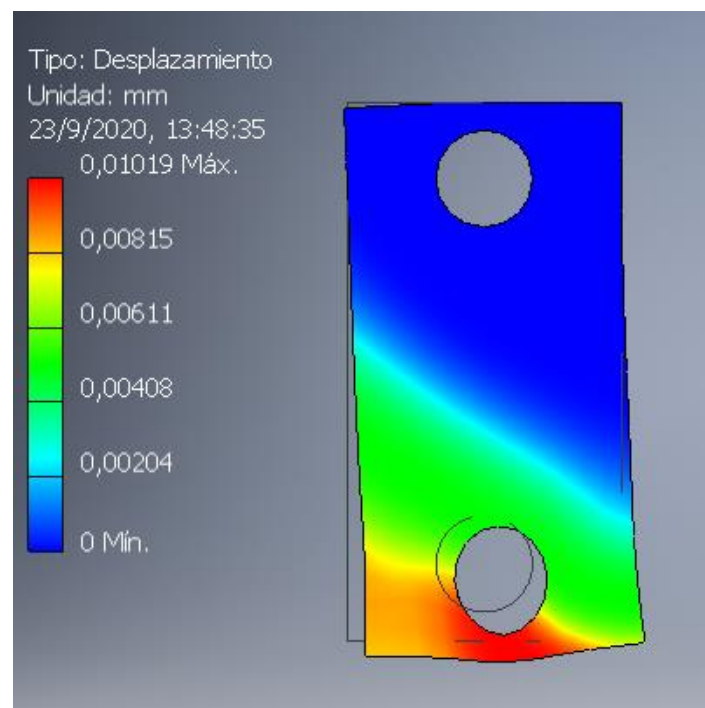 Tipo: Desplazamiento
Unidad: mm
23/9/2020, 13:48:35
0,01019 Máx.
0,00815
0,00611
0,00408
0,00204
0 Mín.